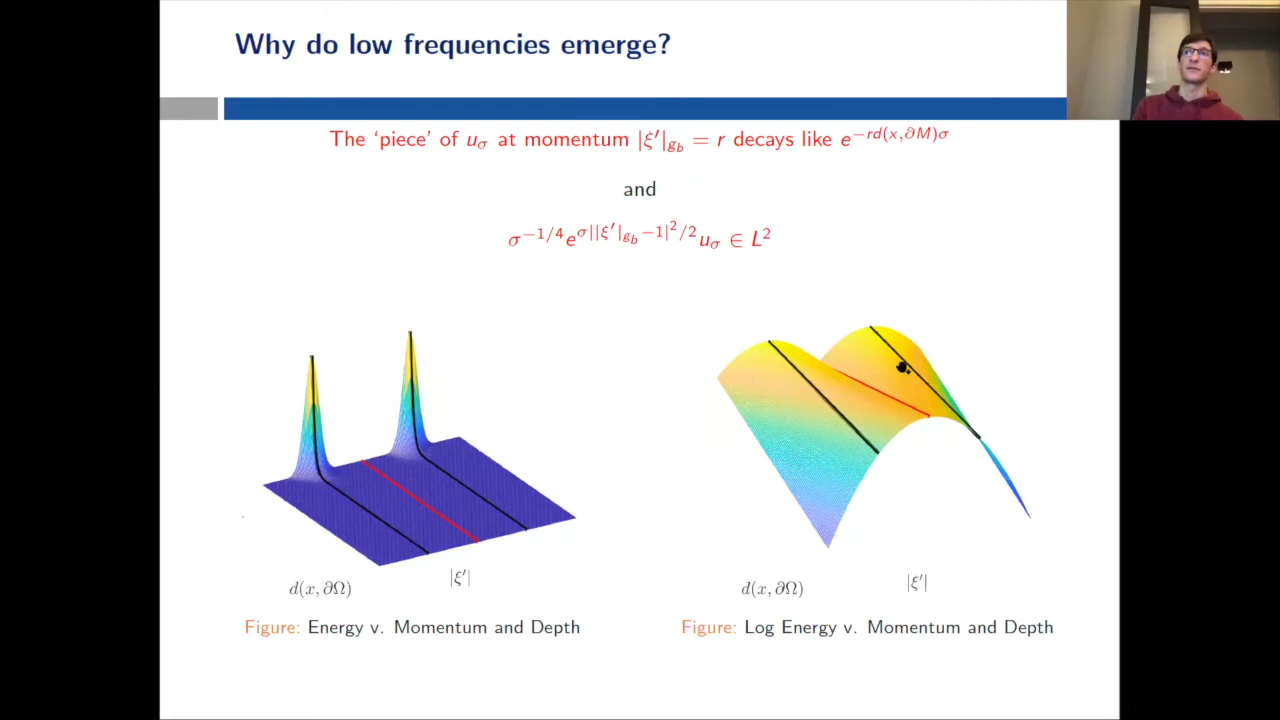 Why do low frequencies emerge?
The ‘piece’ of u_σ at momentum |ξ′|_{g_b} = r decays like e^{−rd(x,∂M)σ}
and
σ^{−1/4}e^{σ||ξ′|_{g_b}−1|^2/2}u_σ ∈ L^2
d(x, ∂Ω)
|ξ′|
d(x, ∂Ω)
|ξ′|
Figure: Energy v. Momentum and Depth
Figure: Log Energy v. Momentum and Depth